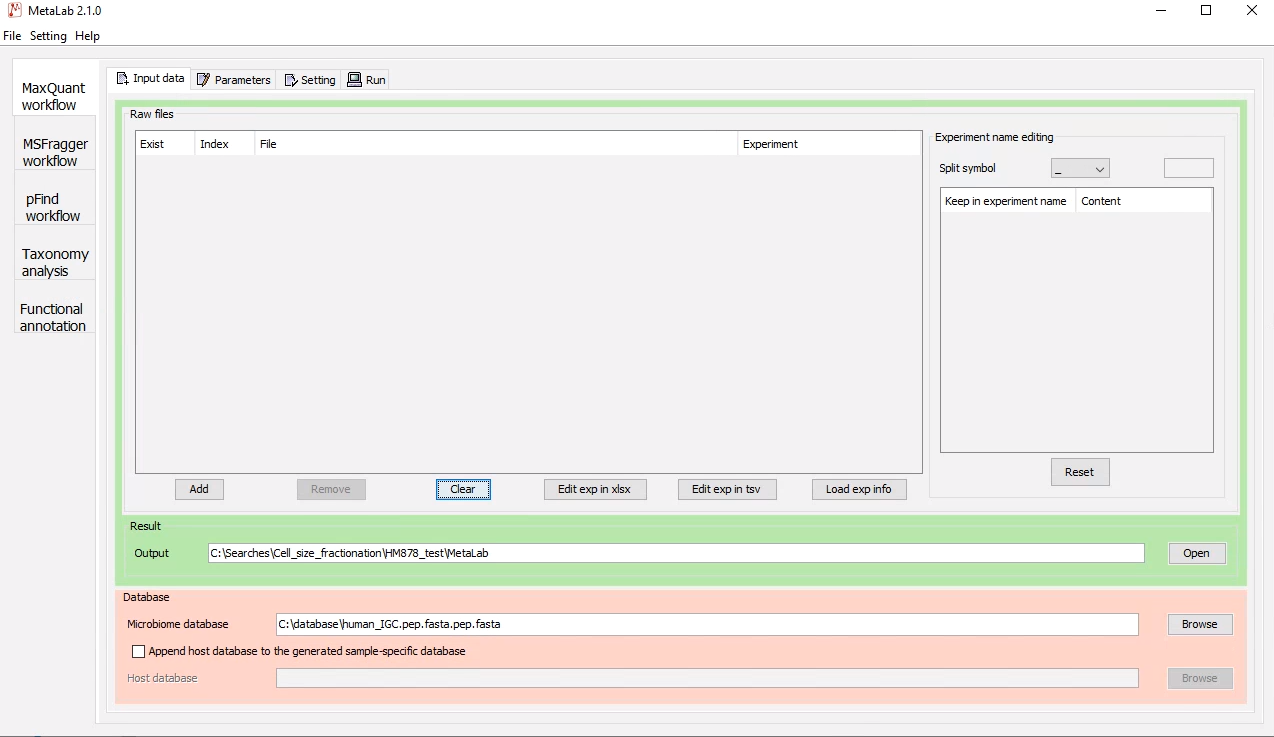 MetaLab 2.1.0
File Setting Help
MaxQuant
workflow
MSFragger
workflow
pFind
workflow
Taxonomy
analysis
Functional
annotation
Input data Parameters Setting Run
Raw files
Exist Index File Experiment
Experiment name editing
Split symbol _
Keep in experiment name Content
Reset
Add Remove Clear Edit exp in xlsx Edit exp in tsv Load exp info
Result
Output C:\Searches\Cell_size_fractionation\HM878_test\MetaLab Open
Database
Microbiome database C:\database\human_IGC.pep.fasta.pep.fasta Browse
Append host database to the generated sample-specific database
Host database Browse